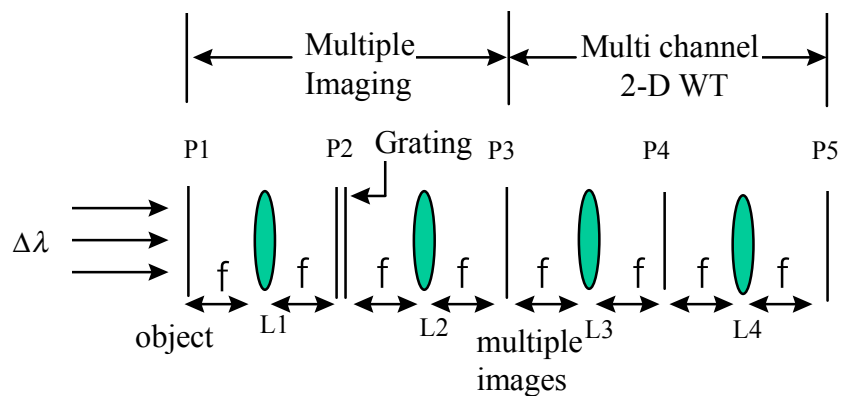 Multiple
Imaging
Multi channel
2-D WT
P1
P2
Grating
P3
P4
P5
Δλ
f
f
f
f
f
f
f
f
object
L1
L2
multiple
images
L3
L4